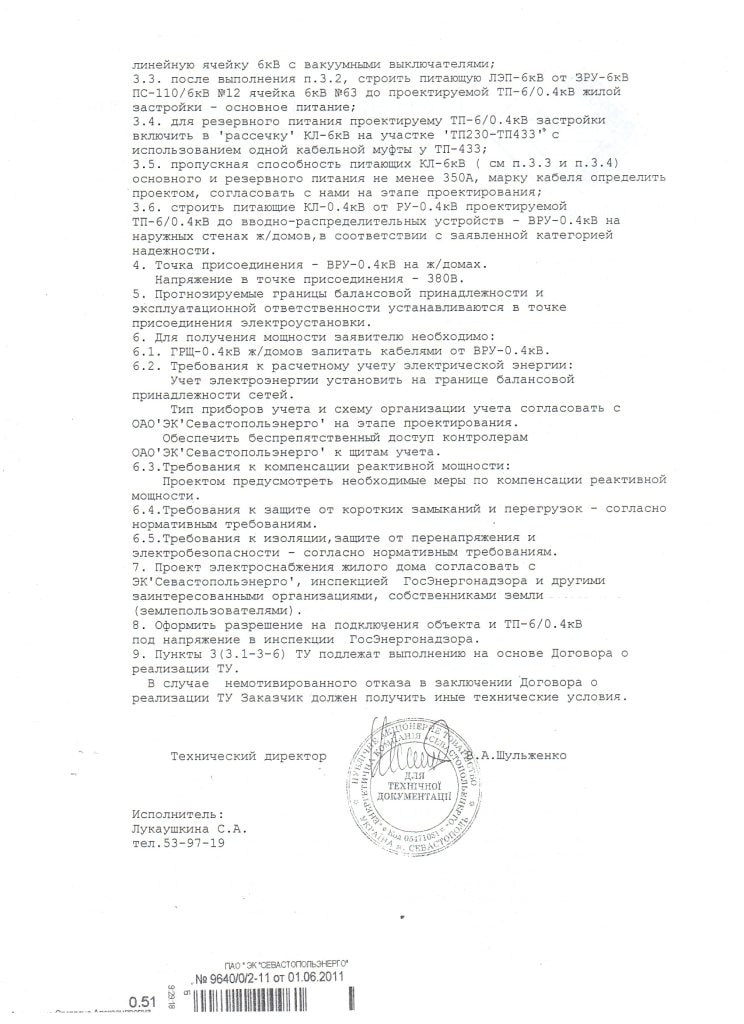 линейную ячейку 6кВ с вакуумными выключателями;
3.3. после выполнения п.3.2, строить питающую ЛЭП-6кВ от ЗРУ-6кВ
ПС-110/6кВ №12 ячейка 6кВ №63 до проектируемой ТП-6/0.4кВ жилой
застройки - основное питание;
3.4. для резервного питания проектируему ТП-6/0.4кВ застройки
включить в 'рассечку' КЛ-6кВ на участке 'ТП230-ТП433' с
использованием одной кабельной муфты у ТП-433;
3.5. пропускная способность питающих КЛ-6кВ ( см п.3.3 и п.3.4)
основного и резервного питания не менее 350А, марку кабеля определить
проектом, согласовать с нами на этапе проектирования;
3.6. строить питающие КЛ-0.4кВ от РУ-0.4кВ проектируемой
ТП-6/0.4кВ до вводно-распределительных устройств - ВРУ-0.4кВ на
наружных стенах ж/домов,в соответствии с заявленной категорией
надежности.
4. Точка присоединения - ВРУ-0.4кВ на ж/домах.
Напряжение в точке присоединения - 380В.
5. Прогнозируемые границы балансовой принадлежности и
эксплуатационной ответственности устанавливаются в точке
присоединения электроустановки.
6. Для получения мощности заявителю необходимо:
6.1. ГРЩ-0.4кВ ж/домов запитать кабелями от ВРУ-0.4кВ.
6.2. Требования к расчетному учету электрической энергии:
Учет электроэнергии установить на границе балансовой
принадлежности сетей.
Тип приборов учета и схему организации учета согласовать с
ОАО'ЭК'Севастопольэнерго' на этапе проектирования.
Обеспечить беспрепятственный доступ контролерам
ОАО'ЭК'Севастопольэнерго' к щитам учета.
6.3.Требования к компенсации реактивной мощности:
Проектом предусмотреть необходимые меры по компенсации реактивной
мощности.
6.4.Требования к защите от коротких замыканий и перегрузок - согласно
нормативным требованиям.
6.5.Требования к изоляции,защите от перенапряжения и
электробезопасности - согласно нормативным требованиям.
7. Проект электроснабжения жилого дома согласовать с
ЭК'Севастопольэнерго', инспекцией ГосЭнергонадзора и другими
заинтересованными организациями, собственниками земли
(землепользователями).
8. Оформить разрешение на подключения объекта и ТП-6/0.4кВ
под напряжение в инспекции ГосЭнергонадзора.
9. Пункты 3(3.1-3-6) ТУ подлежат выполнению на основе Договора о
реализации ТУ.
В случае немотивированного отказа в заключении Договора о
реализации ТУ Заказчик должен получить иные технические условия.
Технический директор В.А.Шульженко
ПУБЛІЧНЕ АКЦІОНЕРНЕ ТОВАРИСТВО
"ЕНЕРГЕТИЧНА КОМПАНІЯ "СЕВАСТОПОЛЬЕНЕРГО"
ДЛЯ
ТЕХНІЧНОЇ
ДОКУМЕНТАЦІЇ
Код 05471081
УКРАЇНА м. СЕВАСТОПОЛЬ
Исполнитель:
Лукаушкина С.А.
тел.53-97-19
ПАО " ЭК "СЕВАСТОПОЛЬЭНЕРГО"
№ 9640/0/2-11 от 01.06.2011
0.51
9:29:18